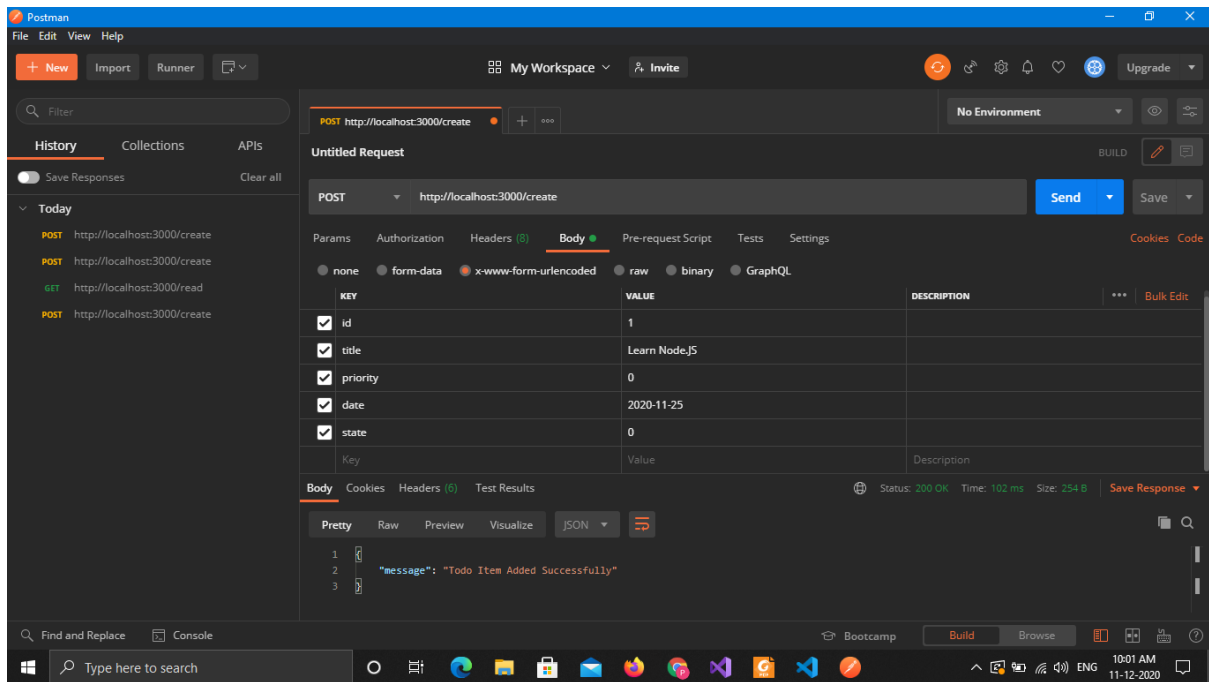 Postman
File Edit View Help
+ New Import Runner My Workspace Invite Upgrade
Filter
History Collections APIs
Save Responses Clear all
Today
POST http://localhost:3000/create
POST http://localhost:3000/create
GET http://localhost:3000/read
POST http://localhost:3000/create
POST http://localhost:3000/create
No Environment
Untitled Request BUILD
POST http://localhost:3000/create Send Save
Params Authorization Headers (8) Body Pre-request Script Tests Settings Cookies Code
none form-data x-www-form-urlencoded raw binary GraphQL
KEY VALUE DESCRIPTION Bulk Edit
id 1
title Learn Node.JS
priority 0
date 2020-11-25
state 0
Key Value Description
Body Cookies Headers (6) Test Results Status: 200 OK Time: 102 ms Size: 254 B Save Response
Pretty Raw Preview Visualize JSON
1 {
2 "message": "Todo Item Added Successfully"
3 }
Find and Replace Console Bootcamp Build Browse
Type here to search ENG 10:01 AM
11-12-2020